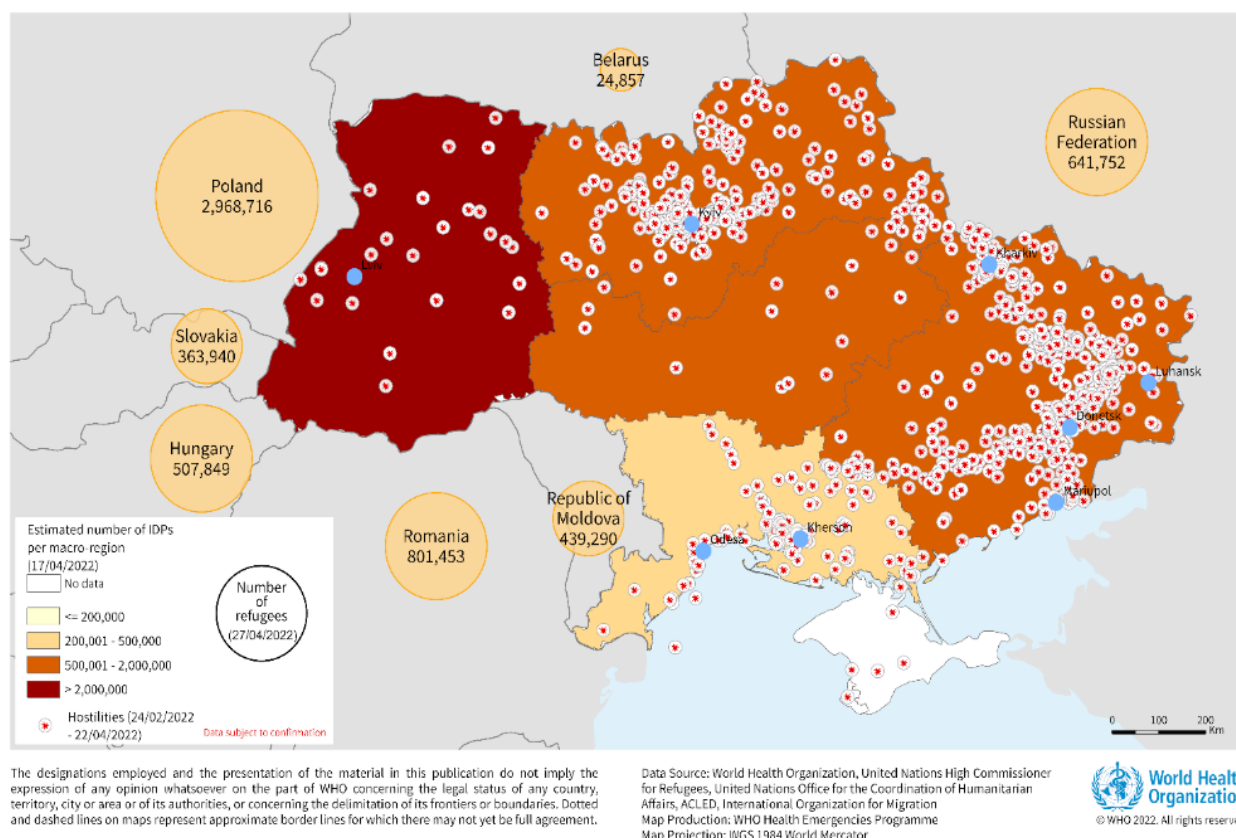 Belarus
24,857
Russian
Federation
641,752
Poland
2,968,716
Kyiv
Kharkiv
Lviv
Slovakia
363,940
Luhansk
Donetsk
Hungary
507,849
Mariupol
Republic of
Moldova
439,290
Romania
801,453
Kherson
Odesa
Estimated number of IDPs
per macro-region
(17/04/2022)
No data
<= 200,000
200,001 - 500,000
500,001 - 2,000,000
> 2,000,000
Hostilities (24/02/2022
- 22/04/2022)
Data subject to confirmation
Number
of
refugees
(27/04/2022)
0 100 200
Km
The designations employed and the presentation of the material in this publication do not imply the
expression of any opinion whatsoever on the part of WHO concerning the legal status of any country,
territory, city or area or of its authorities, or concerning the delimitation of its frontiers or boundaries. Dotted
and dashed lines on maps represent approximate border lines for which there may not yet be full agreement.
Data Source: World Health Organization, United Nations High Commissioner
for Refugees, United Nations Office for the Coordination of Humanitarian
Affairs, ACLED, International Organization for Migration
Map Production: WHO Health Emergencies Programme
Map Projection: WGS 1984 World Mercator
World Healt
Organizatio
© WHO 2022. All rights reserve